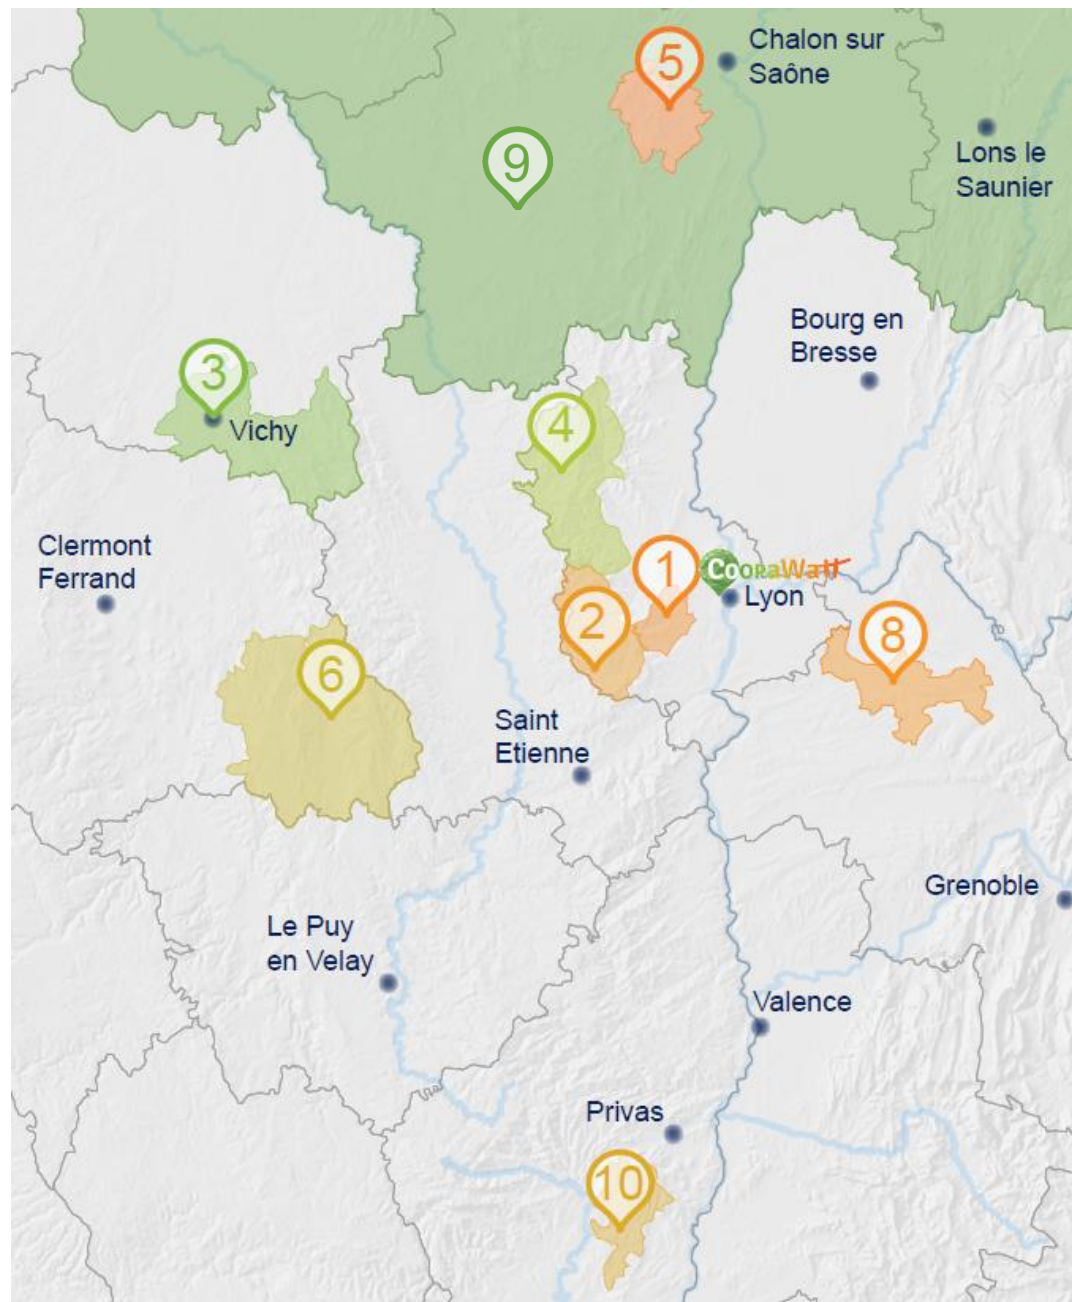 5
Chalon sur
Saône
9
Lons le
Saunier
Bourg en
Bresse
3
Vichy
4
Clermont
Ferrand
1
COORaWatt
Lyon
2
8
6
Saint
Etienne
Grenoble
Le Puy
en Velay
Valence
Privas
10